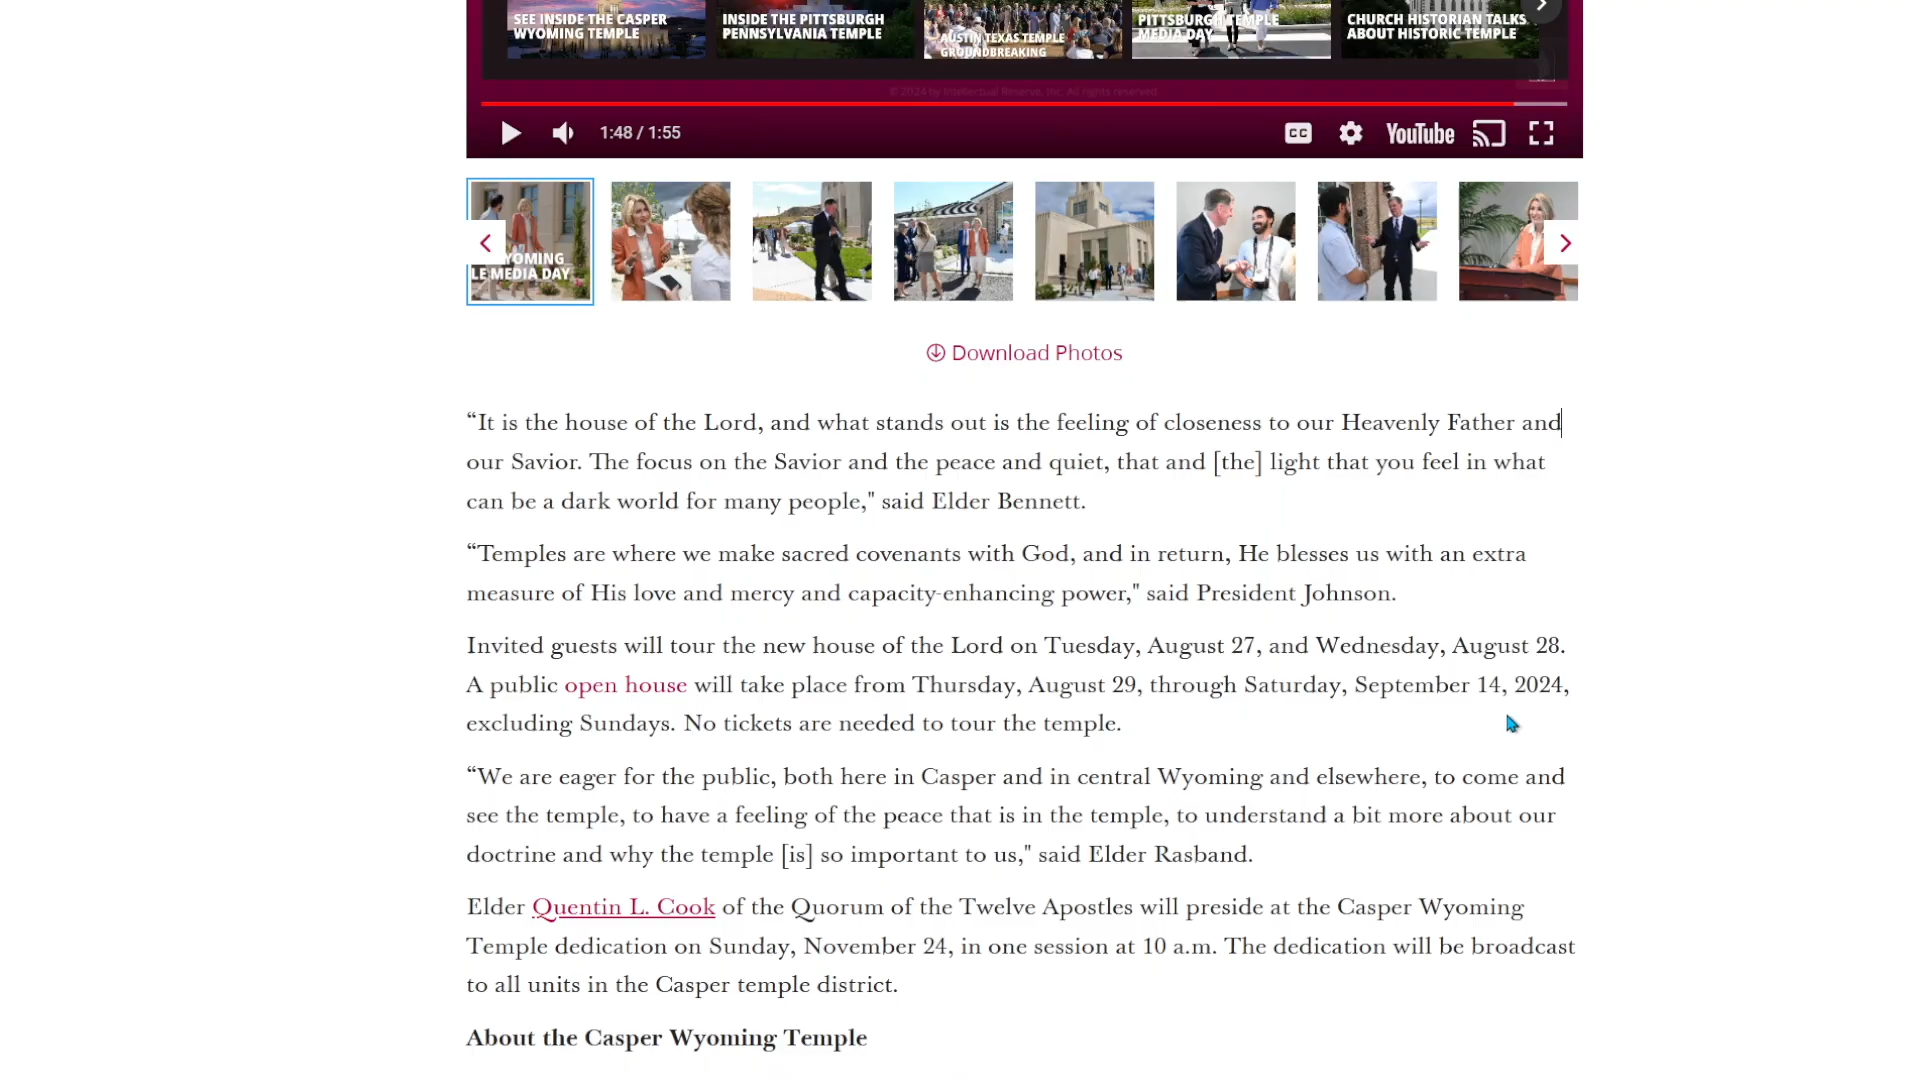 SEE INSIDE THE CASPER
WYOMING TEMPLE
INSIDE THE PITTSBURGH
PENNSYLVANIA TEMPLE
AUSTIN TEXAS TEMPLE
GROUNDBREAKING
PITTSBURGH TEMPLE
MEDIA DAY
CHURCH HISTORIAN TALKS
ABOUT HISTORIC TEMPLE
© 2024 by Intellectual Reserve, Inc. All rights reserved.
1:48 / 1:55
CC
YouTube
YOMING
LE MEDIA DAY
Download Photos
“It is the house of the Lord, and what stands out is the feeling of closeness to our Heavenly Father and
our Savior. The focus on the Savior and the peace and quiet, that and [the] light that you feel in what
can be a dark world for many people," said Elder Bennett.
“Temples are where we make sacred covenants with God, and in return, He blesses us with an extra
measure of His love and mercy and capacity-enhancing power," said President Johnson.
Invited guests will tour the new house of the Lord on Tuesday, August 27, and Wednesday, August 28.
A public open house will take place from Thursday, August 29, through Saturday, September 14, 2024,
excluding Sundays. No tickets are needed to tour the temple.
“We are eager for the public, both here in Casper and in central Wyoming and elsewhere, to come and
see the temple, to have a feeling of the peace that is in the temple, to understand a bit more about our
doctrine and why the temple [is] so important to us," said Elder Rasband.
Elder Quentin L. Cook of the Quorum of the Twelve Apostles will preside at the Casper Wyoming
Temple dedication on Sunday, November 24, in one session at 10 a.m. The dedication will be broadcast
to all units in the Casper temple district.
About the Casper Wyoming Temple